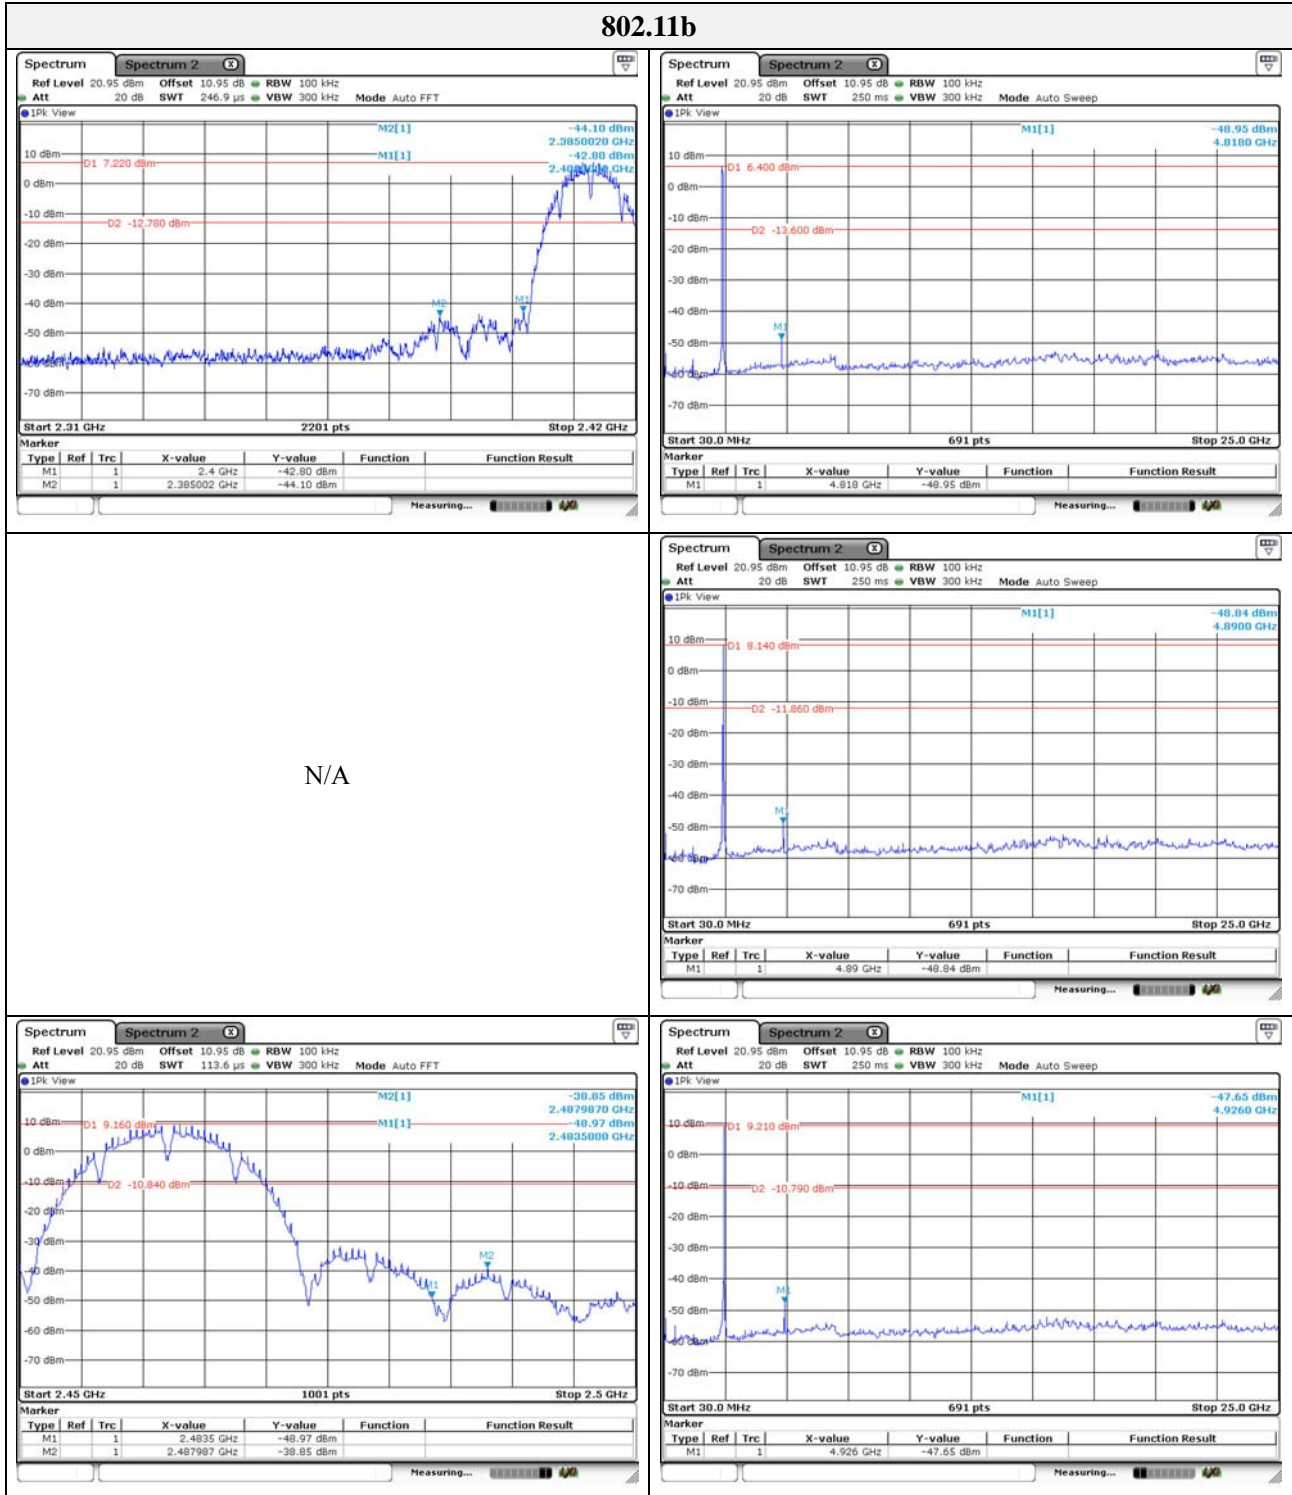 802.11b
Spectrum Spectrum 2 X
Ref Level 20.95 dBm Offset 10.95 dB RBW 100 kHz
Att 20 dB SWT 246.9 µs VBW 300 kHz Mode Auto FFT
1Pk View
M2[1] -44.10 dBm
2.3850020 GHz
M1[1] -42.80 dBm
10 dBm
D1 7.220 dBm
0 dBm
-10 dBm
D2 -12.780 dBm
-20 dBm
-30 dBm
-40 dBm
M2 M1
-50 dBm
-60 dBm
-70 dBm
Start 2.31 GHz 2201 pts Stop 2.42 GHz
Marker
Type Ref Trc X-value Y-value Function Function Result
M1 1 2.4 GHz -42.80 dBm
M2 1 2.385002 GHz -44.10 dBm
Measuring...
Spectrum Spectrum 2 X
Ref Level 20.95 dBm Offset 10.95 dB RBW 100 kHz
Att 20 dB SWT 250 ms VBW 300 kHz Mode Auto Sweep
1Pk View
M1[1] -48.95 dBm
4.8180 GHz
10 dBm
D1 6.400 dBm
0 dBm
-10 dBm
D2 -13.600 dBm
-20 dBm
-30 dBm
-40 dBm
M1
-50 dBm
-60 dBm
-70 dBm
Start 30.0 MHz 691 pts Stop 25.0 GHz
Marker
Type Ref Trc X-value Y-value Function Function Result
M1 1 4.818 GHz -48.95 dBm
Measuring...
N/A
Spectrum Spectrum 2 X
Ref Level 20.95 dBm Offset 10.95 dB RBW 100 kHz
Att 20 dB SWT 250 ms VBW 300 kHz Mode Auto Sweep
1Pk View
M1[1] -48.84 dBm
4.8900 GHz
10 dBm
D1 8.140 dBm
0 dBm
-10 dBm
D2 -11.860 dBm
-20 dBm
-30 dBm
-40 dBm
M1
-50 dBm
-60 dBm
-70 dBm
Start 30.0 MHz 691 pts Stop 25.0 GHz
Marker
Type Ref Trc X-value Y-value Function Function Result
M1 1 4.89 GHz -48.84 dBm
Measuring...
Spectrum Spectrum 2 X
Ref Level 20.95 dBm Offset 10.95 dB RBW 100 kHz
Att 20 dB SWT 113.6 µs VBW 300 kHz Mode Auto FFT
1Pk View
M2[1] -38.85 dBm
2.4879870 GHz
10 dBm
D1 9.160 dBm M1[1] -48.97 dBm
2.4835000 GHz
0 dBm
-10 dBm
D2 -10.840 dBm
-20 dBm
-30 dBm
M2
-40 dBm
M1
-50 dBm
-60 dBm
-70 dBm
Start 2.45 GHz 1001 pts Stop 2.5 GHz
Marker
Type Ref Trc X-value Y-value Function Function Result
M1 1 2.4835 GHz -48.97 dBm
M2 1 2.487987 GHz -38.85 dBm
Measuring...
Spectrum Spectrum 2 X
Ref Level 20.95 dBm Offset 10.95 dB RBW 100 kHz
Att 20 dB SWT 250 ms VBW 300 kHz Mode Auto Sweep
1Pk View
M1[1] -47.65 dBm
4.9260 GHz
10 dBm
D1 9.210 dBm
0 dBm
-10 dBm
D2 -10.790 dBm
-20 dBm
-30 dBm
-40 dBm
M1
-50 dBm
-60 dBm
-70 dBm
Start 30.0 MHz 691 pts Stop 25.0 GHz
Marker
Type Ref Trc X-value Y-value Function Function Result
M1 1 4.926 GHz -47.65 dBm
Measuring...